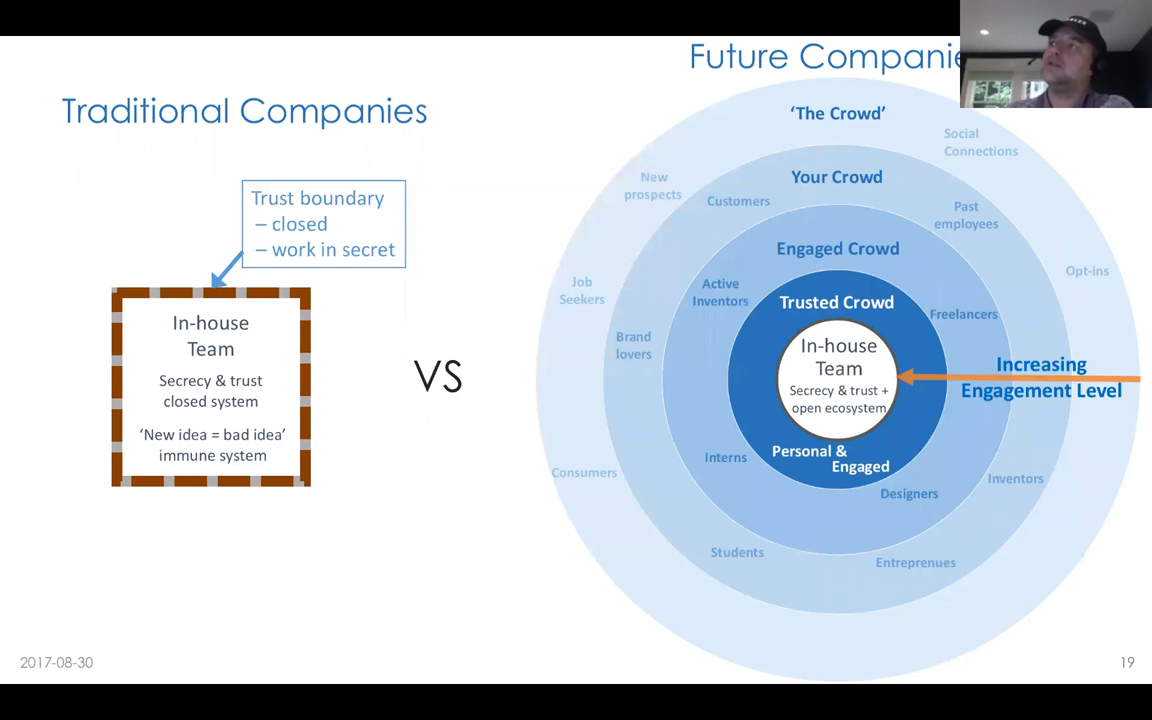 Traditional Companies
Trust boundary
– closed
– work in secret
In-house
Team
Secrecy & trust
closed system
‘New idea = bad idea’
immune system
VS
Future Companie
‘The Crowd’
Social
Connections
New
prospects
Your Crowd
Customers
Past
employees
Engaged Crowd
Opt-ins
Job
Seekers
Active
Inventors
Trusted Crowd
Freelancers
Brand
lovers
In-house
Team
Secrecy & trust +
open ecosystem
Increasing
Engagement Level
Personal &
Engaged
Interns
Consumers
Inventors
Designers
Students
Entreprenues
2017-08-30
19